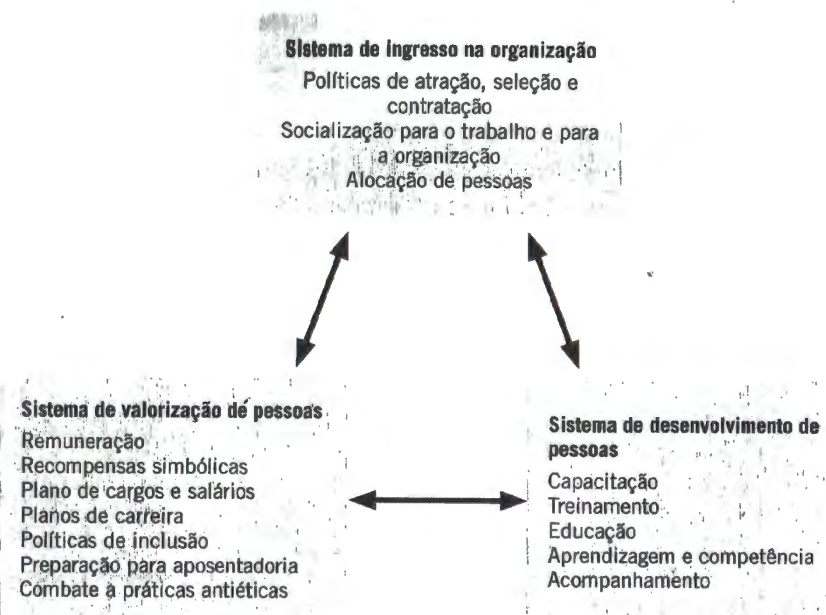 Sistema de ingresso na organização
Políticas de atração, seleção e
contratação
Socialização para o trabalho e para
a organização
Alocação de pessoas
Sistema de valorização de pessoas
Remuneração
Recompensas simbólicas
Plano de cargos e salários
Planos de carreira
Políticas de inclusão
Preparação para aposentadoria
Combate a práticas antiéticas
Sistema de desenvolvimento de
pessoas
Capacitação
Treinamento
Educação
Aprendizagem e competência
Acompanhamento